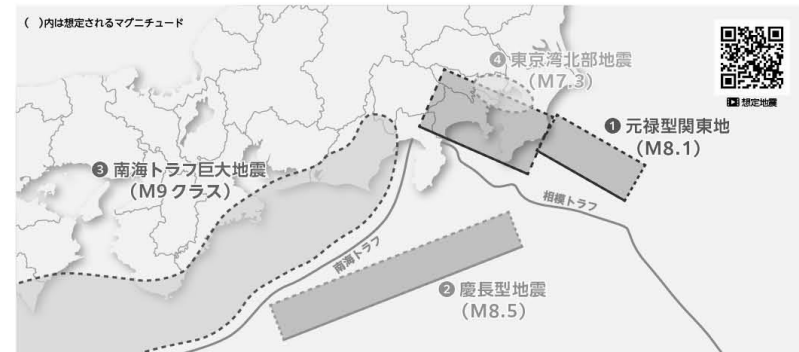 ( )内は想定されるマグニチュード
❹ 東京湾北部地震
(M7.3)
想定地震
❶ 元禄型関東地
(M8.1)
❸ 南海トラフ巨大地震
(M9クラス)
相模トラフ
南海トラフ
❷ 慶長型地震
(M8.5)